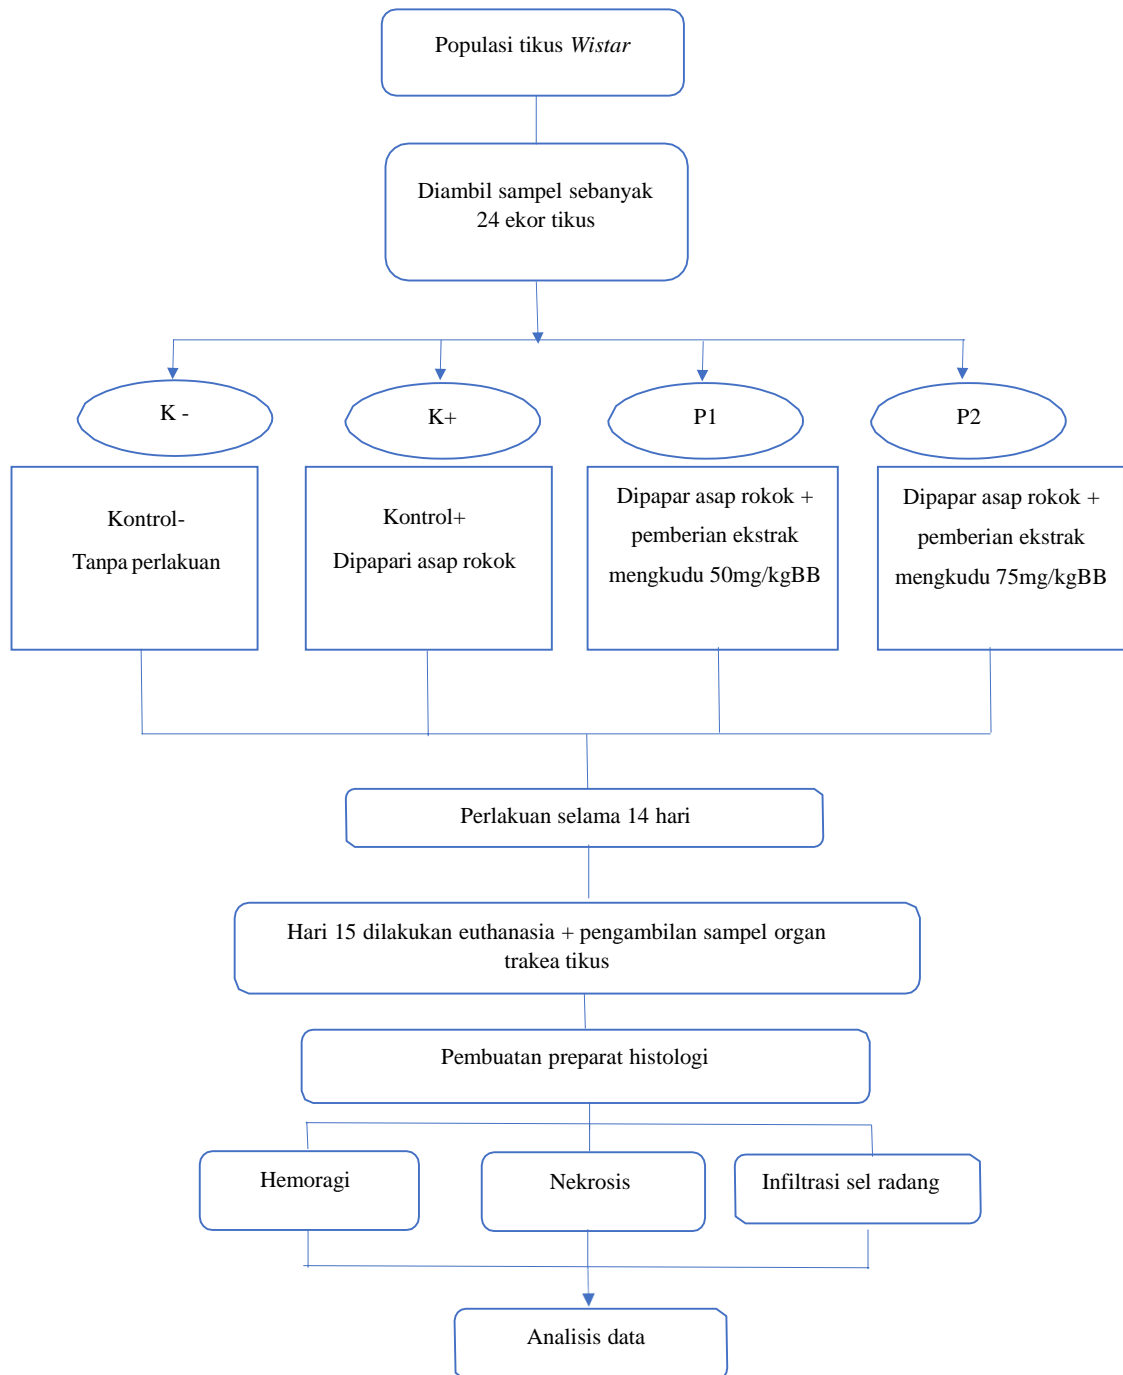 Populasi tikus Wistar
Diambil sampel sebanyak
24 ekor tikus
K -
K+
P1
P2
Kontrol-
Tanpa perlakuan
Kontrol+
Dipapari asap rokok
Dipapar asap rokok +
pemberian ekstrak
mengkudu 50mg/kgBB
Dipapar asap rokok +
pemberian ekstrak
mengkudu 75mg/kgBB
Perlakuan selama 14 hari
Hari 15 dilakukan euthanasia + pengambilan sampel organ
trakea tikus
Pembuatan preparat histologi
Hemoragi
Nekrosis
Infiltrasi sel radang
Analisis data